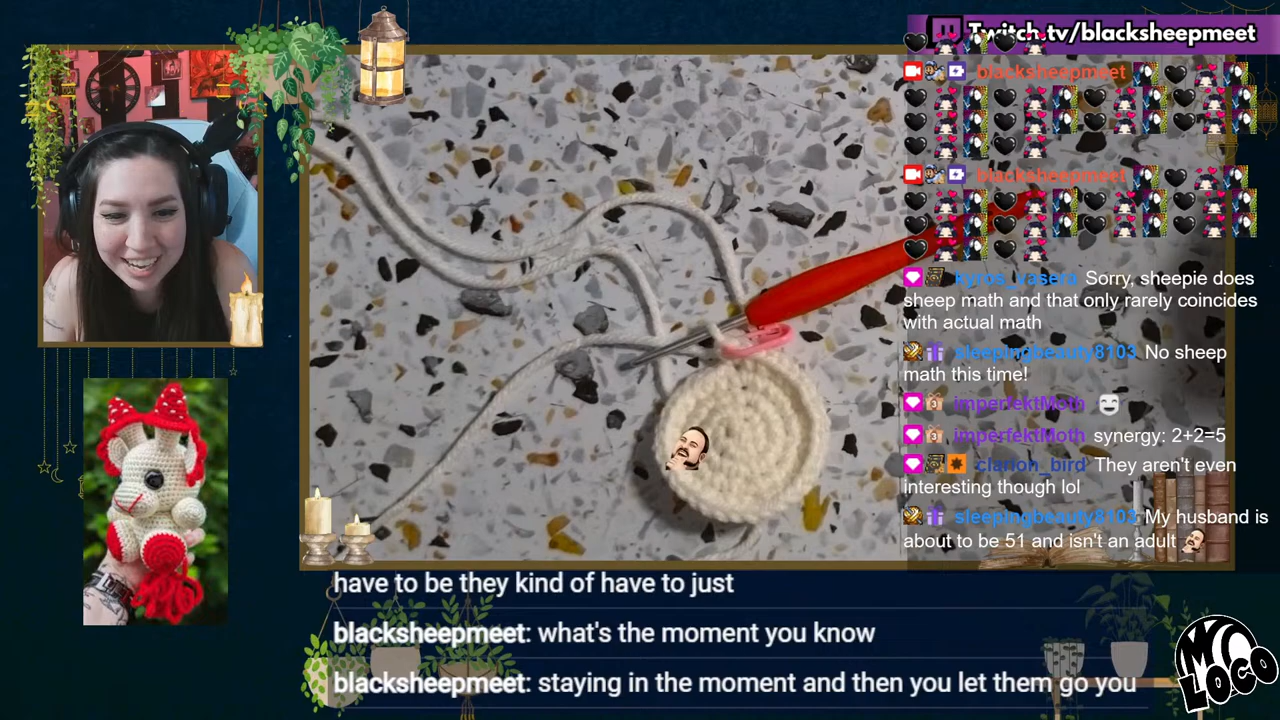 Twitch.tv/blacksheepmeet
blacksheepmeet
blacksheepmeet
kyros_vasera Sorry, sheepie does
sheep math and that only rarely coincides
with actual math
sleepingbeauty8103 No sheep
math this time!
imperfektMoth
imperfektMoth synergy: 2+2=5
clarion_bird They aren't even
interesting though lol
sleepingbeauty8103 My husband is
about to be 51 and isn't an adult
have to be they kind of have to just
blacksheepmeet: what's the moment you know
blacksheepmeet: staying in the moment and then you let them go you
MC
LOCO